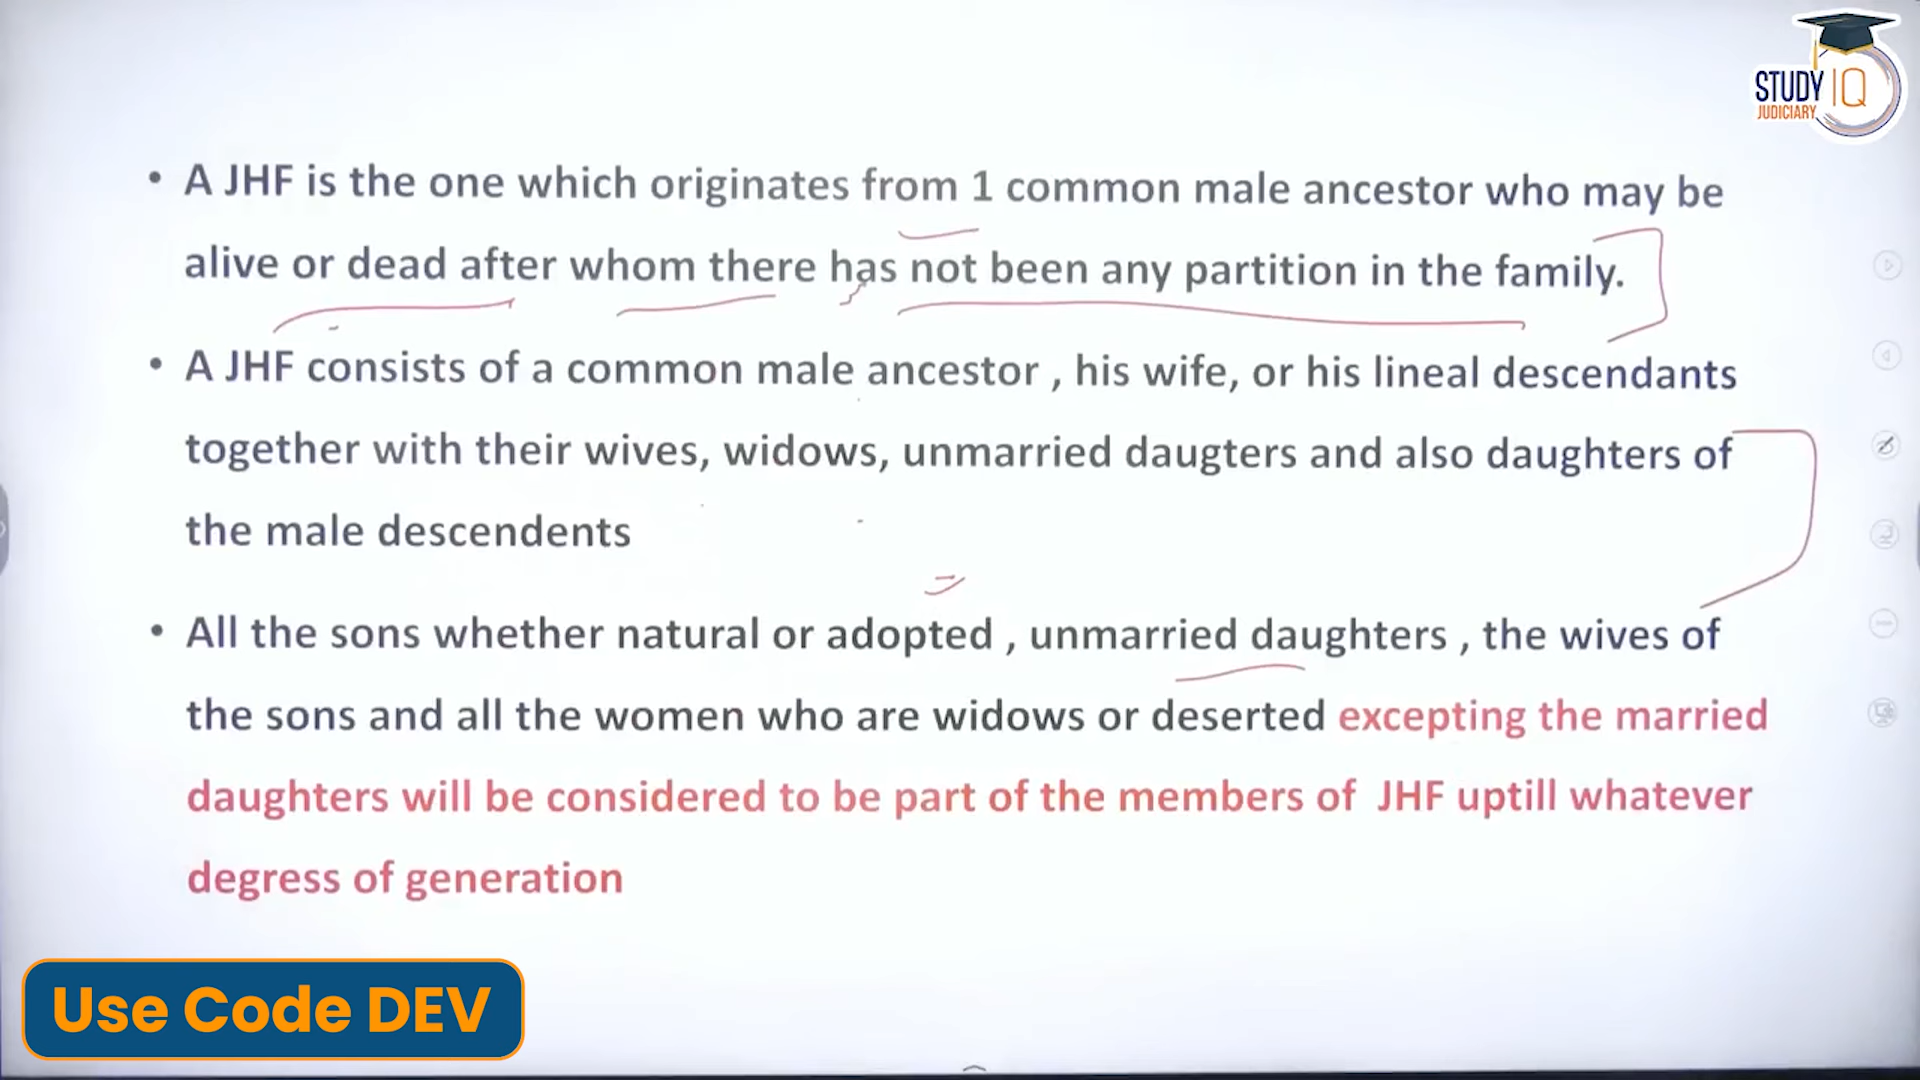 STUDY IQ
JUDICIARY
• A JHF is the one which originates from 1 common male ancestor who may be
alive or dead after whom there has not been any partition in the family.
• A JHF consists of a common male ancestor , his wife, or his lineal descendants
together with their wives, widows, unmarried daugters and also daughters of
the male descendents
• All the sons whether natural or adopted , unmarried daughters , the wives of
the sons and all the women who are widows or deserted excepting the married
daughters will be considered to be part of the members of JHF uptill whatever
degress of generation
Use Code DEV